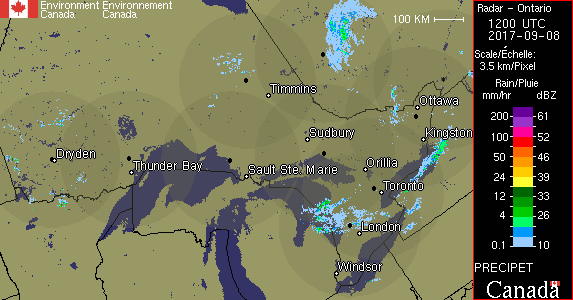 Environment Environnement
Canada Canada
100 KM
Timmins
Ottawa
Sudbury
Kingston
Dryden
Thunder Bay
Sault Ste. Marie
Orillia
Toronto
London
Windsor
Radar - Ontario
1200 UTC
2017-09-08
Scale/Échelle:
3.5 km/Pixel
Rain/Pluie
mm/hr dBZ
200 61
100 52
50 46
24 39
12 33
4 26
0.1 10
PRECIPET
Canada